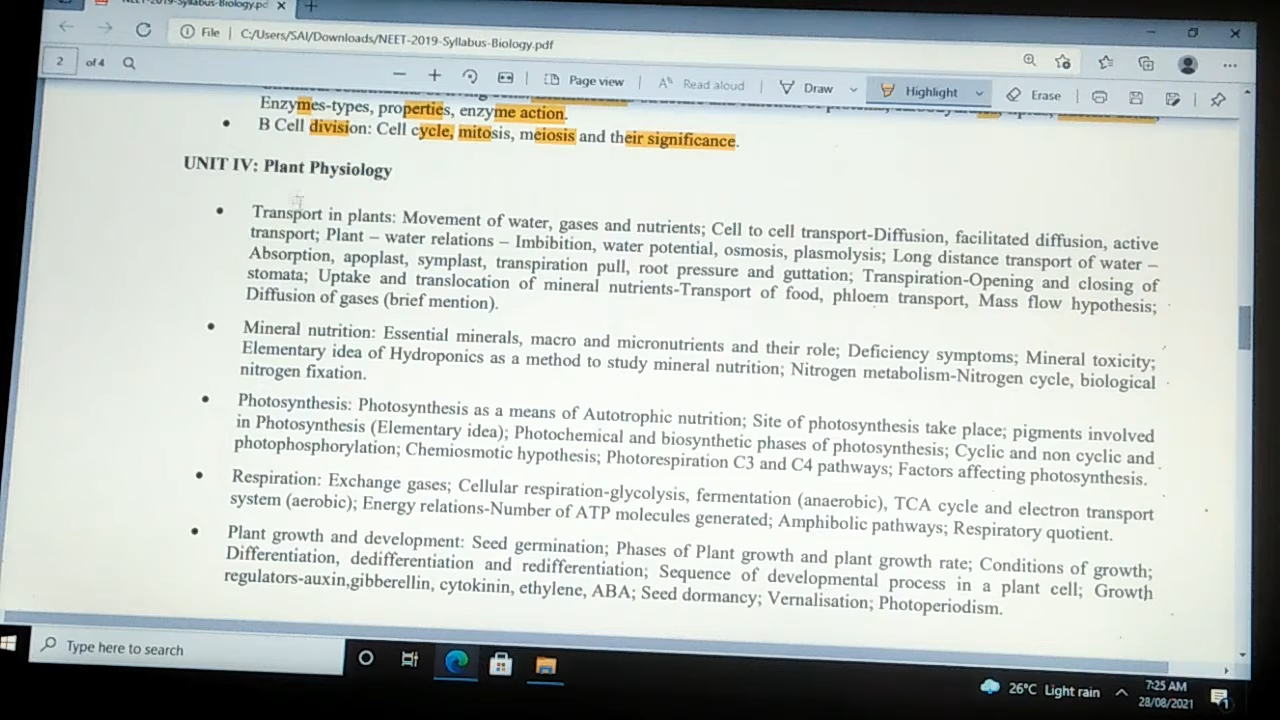 NEET-2019-Syllabus-Biology.pdf
File | C:/Users/SAI/Downloads/NEET-2019-Syllabus-Biology.pdf
2 of 4 Page view Read aloud Draw Highlight Erase
Enzymes-types, properties, enzyme action.
• B Cell division: Cell cycle, mitosis, meiosis and their significance.
UNIT IV: Plant Physiology
• Transport in plants: Movement of water, gases and nutrients; Cell to cell transport-Diffusion, facilitated diffusion, active
transport; Plant – water relations – Imbibition, water potential, osmosis, plasmolysis; Long distance transport of water –
Absorption, apoplast, symplast, transpiration pull, root pressure and guttation; Transpiration-Opening and closing of
stomata; Uptake and translocation of mineral nutrients-Transport of food, phloem transport, Mass flow hypothesis;
Diffusion of gases (brief mention).
• Mineral nutrition: Essential minerals, macro and micronutrients and their role; Deficiency symptoms; Mineral toxicity;
Elementary idea of Hydroponics as a method to study mineral nutrition; Nitrogen metabolism-Nitrogen cycle, biological
nitrogen fixation.
• Photosynthesis: Photosynthesis as a means of Autotrophic nutrition; Site of photosynthesis take place; pigments involved
in Photosynthesis (Elementary idea); Photochemical and biosynthetic phases of photosynthesis; Cyclic and non cyclic and
photophosphorylation; Chemiosmotic hypothesis; Photorespiration C3 and C4 pathways; Factors affecting photosynthesis.
• Respiration: Exchange gases; Cellular respiration-glycolysis, fermentation (anaerobic), TCA cycle and electron transport
system (aerobic); Energy relations-Number of ATP molecules generated; Amphibolic pathways; Respiratory quotient.
• Plant growth and development: Seed germination; Phases of Plant growth and plant growth rate; Conditions of growth;
Differentiation, dedifferentiation and redifferentiation; Sequence of developmental process in a plant cell; Growth
regulators-auxin,gibberellin, cytokinin, ethylene, ABA; Seed dormancy; Vernalisation; Photoperiodism.
Type here to search
26°C Light rain
7:25 AM
28/08/2021
1